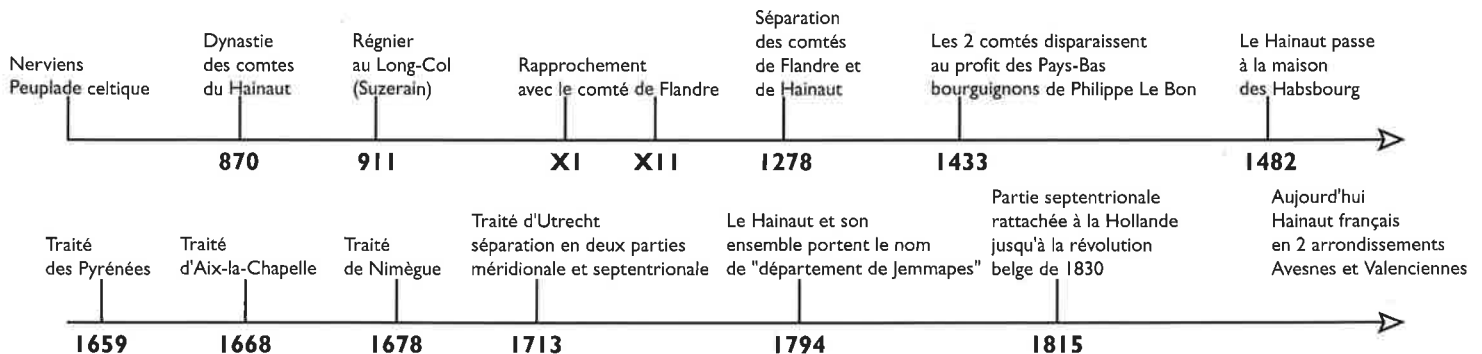 Nerviens
Peuplade celtique
Dynastie
des comtes
du Hainaut
Régnier
au Long-Col
(Suzerain)
Rapprochement
avec le comté de Flandre
Séparation
des comtés
de Flandre et
de Hainaut
Les 2 comtés disparaissent
au profit des Pays-Bas
bourguignons de Philippe Le Bon
Le Hainaut passe
à la maison
des Habsbourg
870
911
XI
XII
1278
1433
1482
Traité
des Pyrénées
Traité
d'Aix-la-Chapelle
Traité
de Nimègue
Traité d'Utrecht
séparation en deux parties
méridionale et septentrionale
Le Hainaut et son
ensemble portent le nom
de "département de Jemmapes"
Partie septentrionale
rattachée à la Hollande
jusqu'à la révolution
belge de 1830
Aujourd'hui
Hainaut français
en 2 arrondissements
Avesnes et Valenciennes
1659
1668
1678
1713
1794
1815